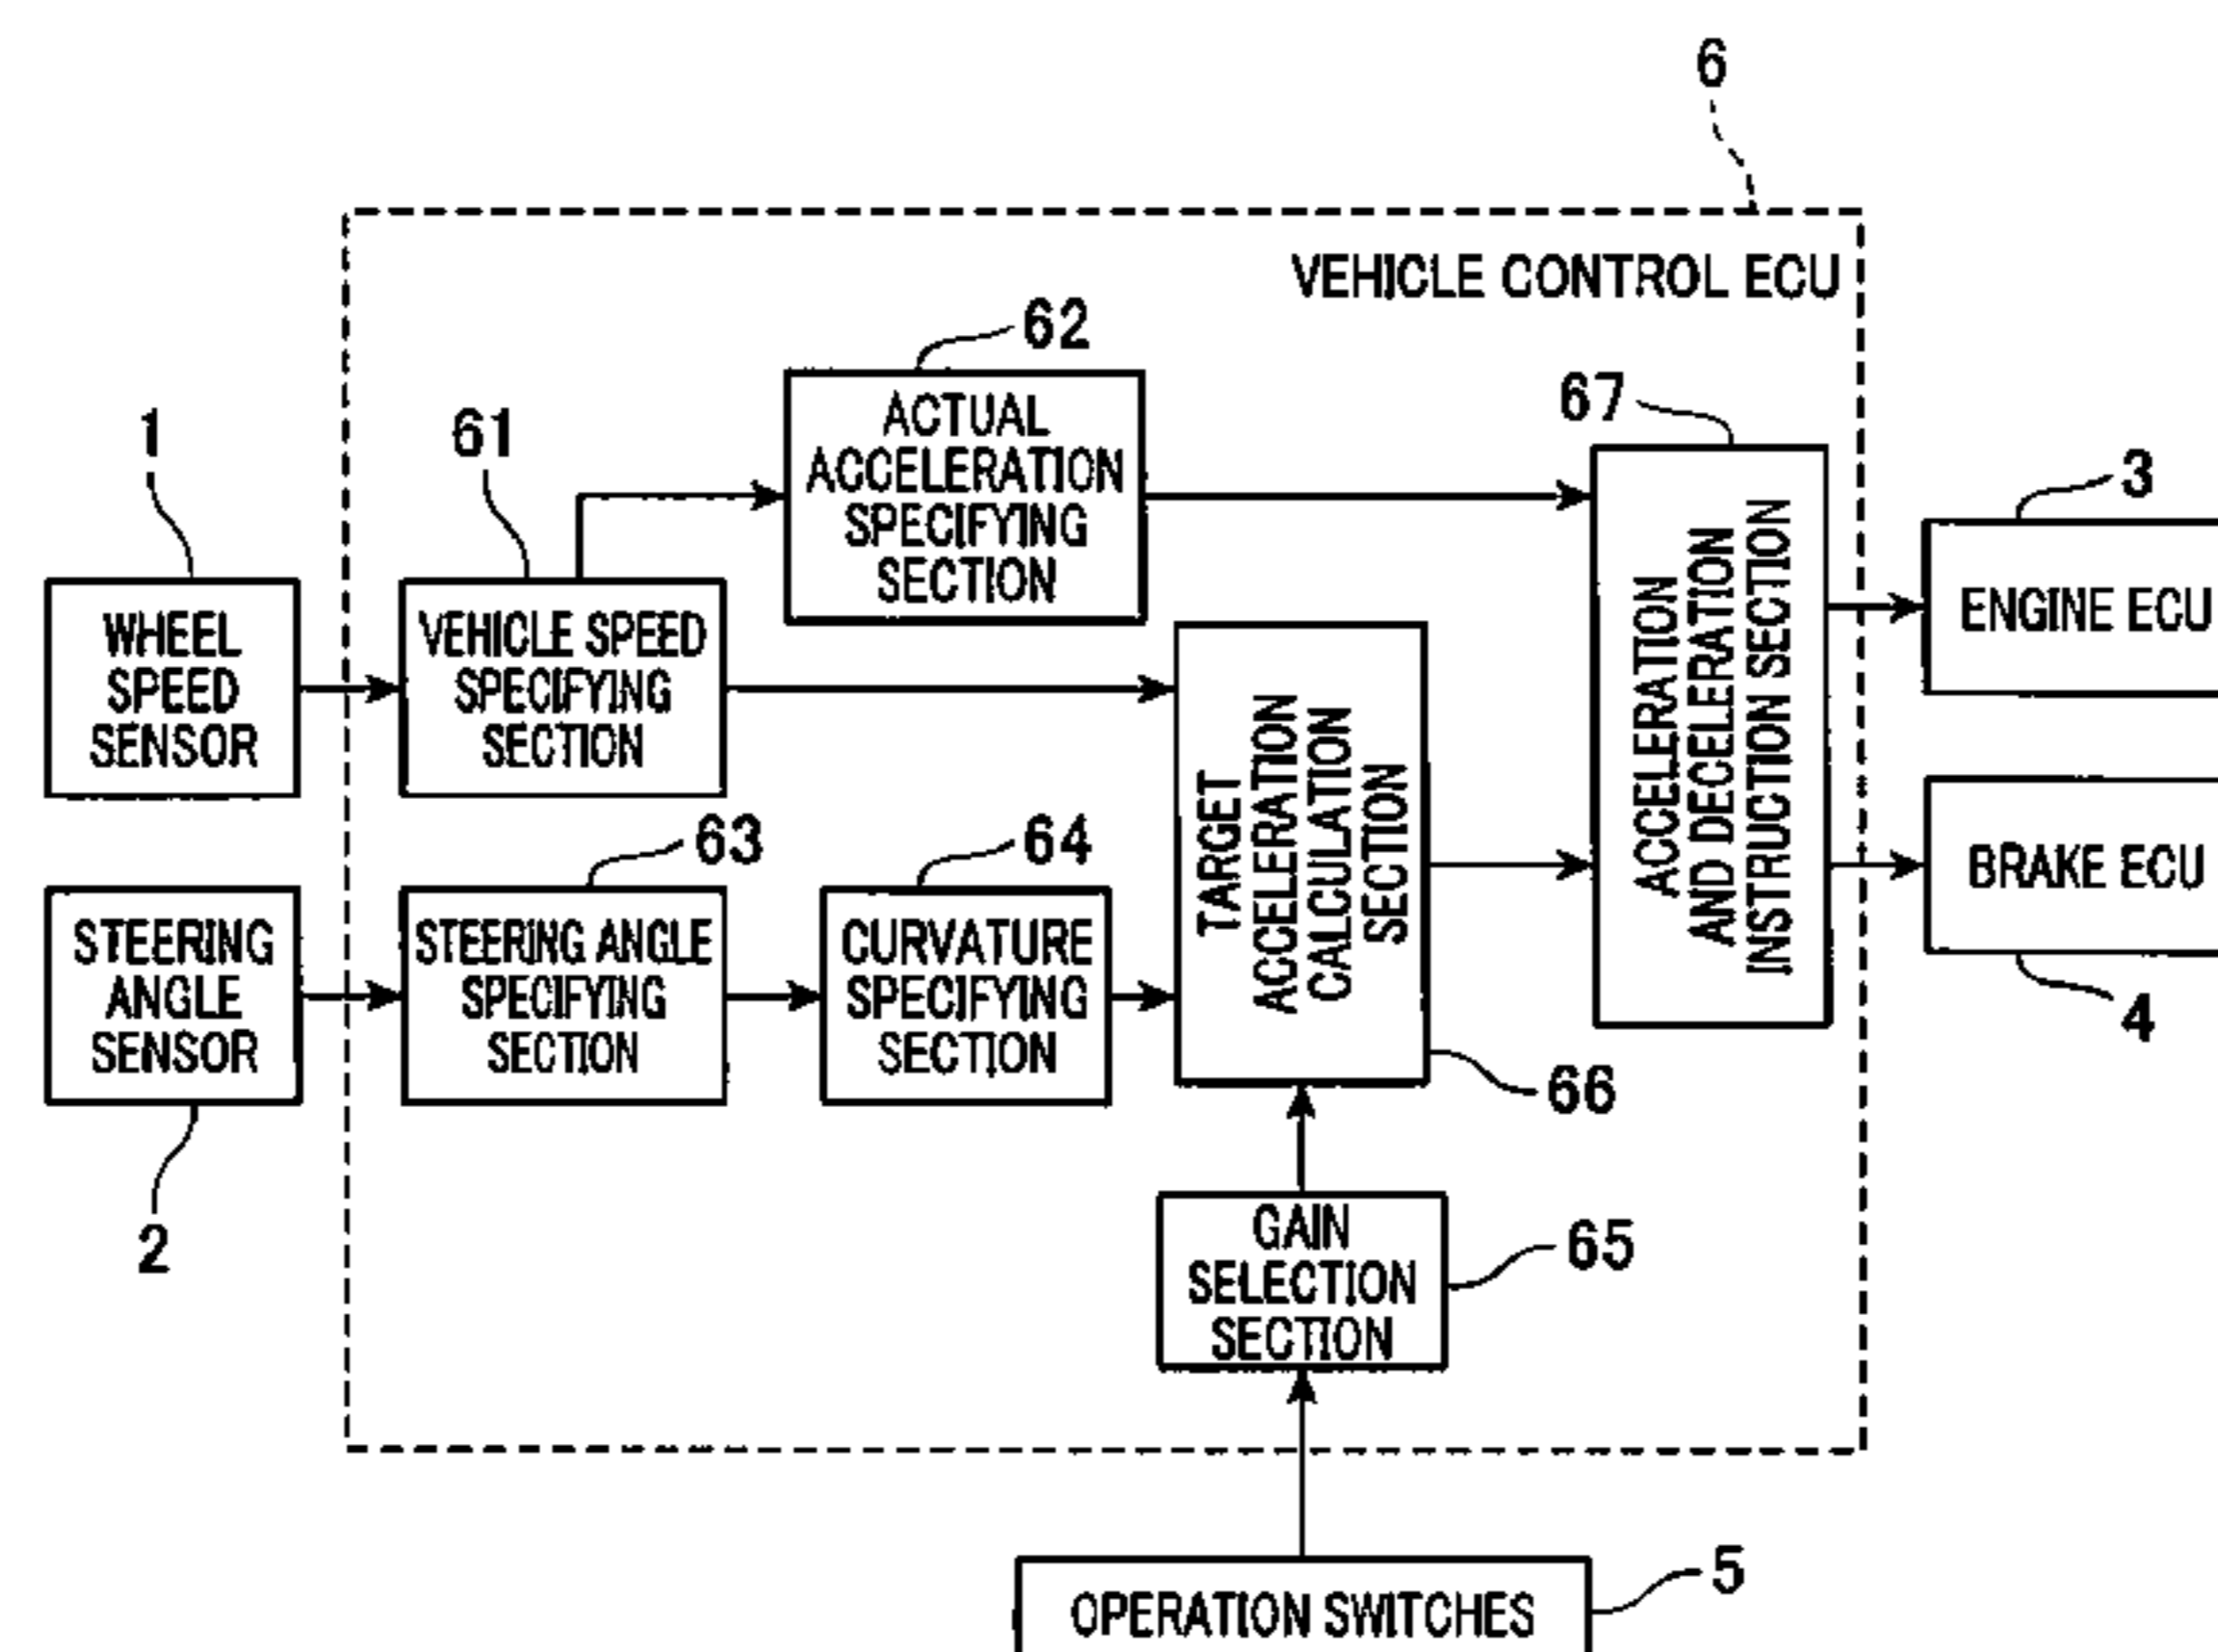 6
VEHICLE CONTROL ECU
62
ACTUAL
ACCELERATION
SPECIFYING
SECTION
67
ACCELERATION
AND DECELERATION
INSTRUCTION SECTION
1
61
3
WHEEL
SPEED
SENSOR
VEHICLE SPEED
SPECIFYING
SECTION
ENGINE ECU
TARGET
ACCELERATION
CALCULATION
SECTION
63
64
BRAKE ECU
4
STEERING
ANGLE
SENSOR
STEERING ANGLE
SPECIFYING
SECTION
CURVATURE
SPECIFYING
SECTION
66
2
GAIN
SELECTION
SECTION
65
5
OPERATION SWITCHES